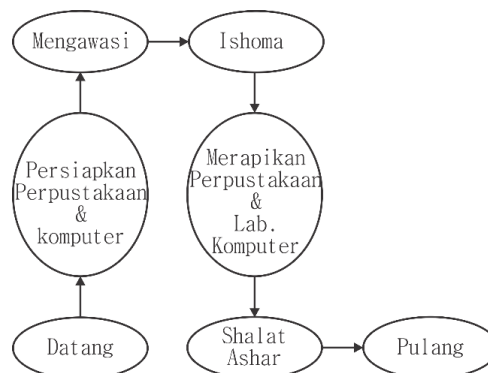 Mengawasi
Ishoma
Persiapkan
Perpustakaan
&
komputer
Merapikan
Perpustakaan
&
Lab.
Komputer
Datang
Shalat
Ashar
Pulang